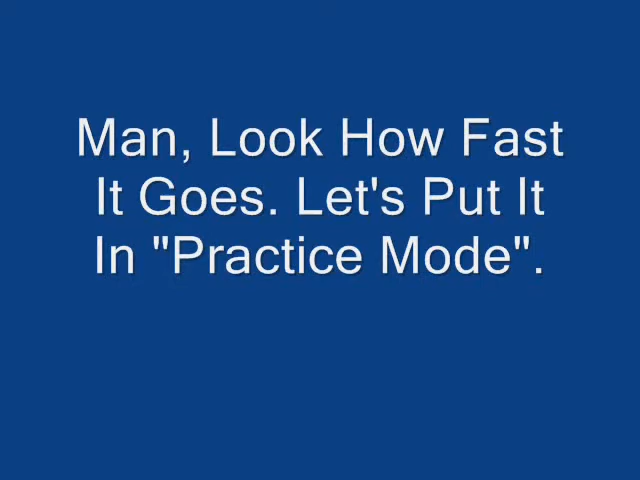 Man, Look How Fast
It Goes. Let's Put It
In "Practice Mode".